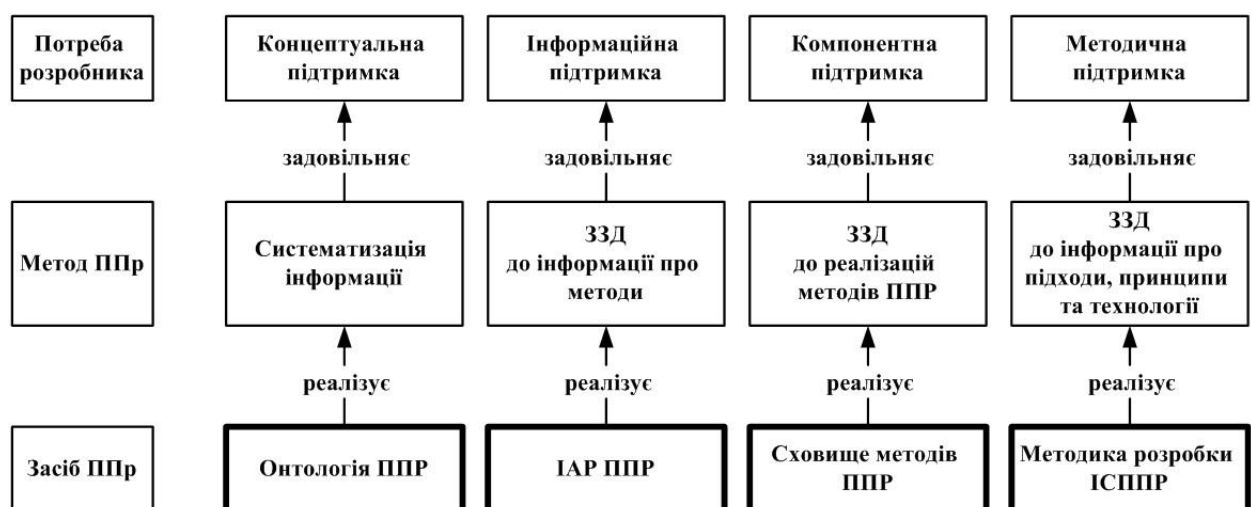 Потреба
розробника
Концептуальна
підтримка
Інформаційна
підтримка
Компонентна
підтримка
Методична
підтримка
задовільняє
задовільняє
задовільняє
задовільняє
Метод ППр
Систематизація
інформації
ЗЗД
до інформації про
методи
ЗЗД
до реалізацій
методів ППР
ЗЗД
до інформації про
підходи, принципи
та технології
реалізує
реалізує
реалізує
реалізує
Засіб ППр
Онтологія ППР
ІАР ППР
Сховище методів
ППР
Методика розробки
ІСППР